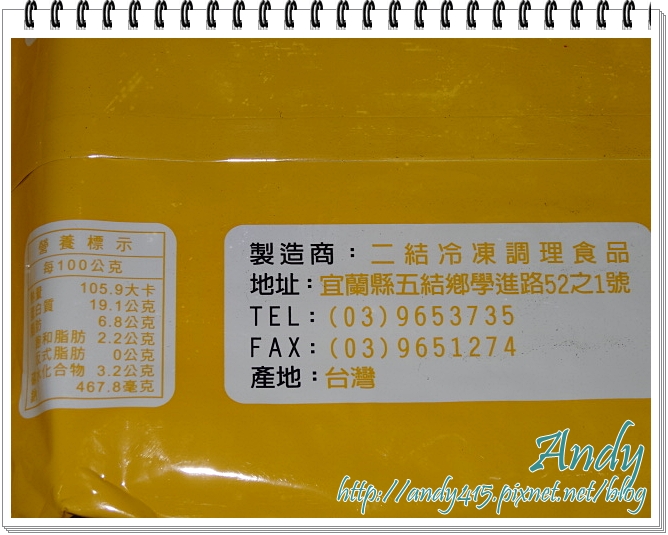 營養標示
每100公克
105.9大卡
質 19.1公克
6.8公克
和脂肪 2.2公克
式脂肪 0公克
化合物 3.2公克
467.8毫克
製造商：二結冷凍調理食品
地址：宜蘭縣五結鄉學進路52之1號
TEL：(03)9653735
FAX：(03)9651274
產地：台灣
Andy
http://andy415.pixnet.net/blog